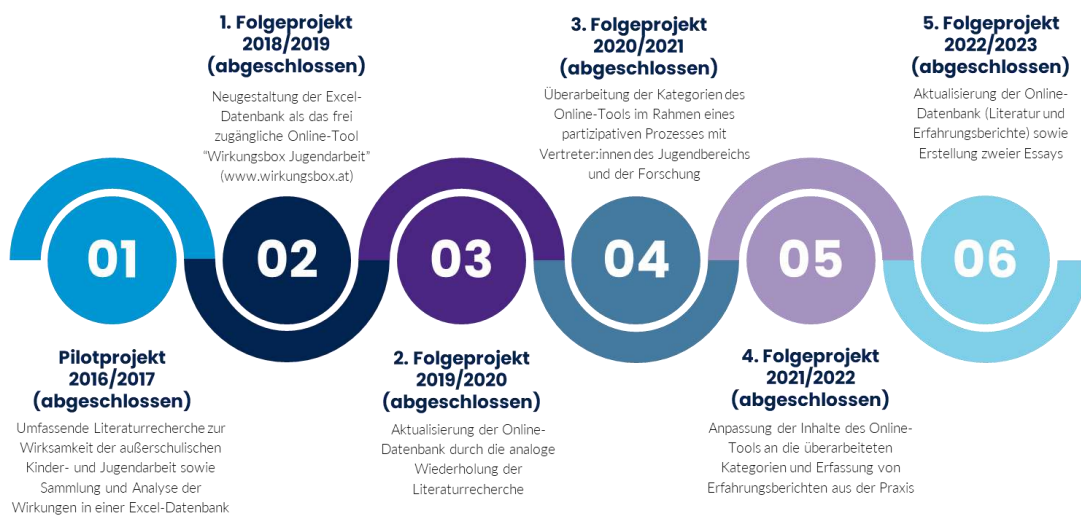 01
Pilotprojekt
2016/2017
(abgeschlossen)
Umfassende Literaturrecherche zur
Wirksamkeit der außerschulischen
Kinder- und Jugendarbeit sowie
Sammlung und Analyse der
Wirkungen in einer Excel-Datenbank
1. Folgeprojekt
2018/2019
(abgeschlossen)
Neugestaltung der Excel-
Datenbank als das frei
zugängliche Online-Tool
"Wirkungsbox Jugendarbeit"
(www.wirkungsbox.at)
02
03
2. Folgeprojekt
2019/2020
(abgeschlossen)
Aktualisierung der Online-
Datenbank durch die analoge
Wiederholung der
Literaturrecherche
3. Folgeprojekt
2020/2021
(abgeschlossen)
Überarbeitung der Kategorien des
Online-Tools im Rahmen eines
partizipativen Prozesses mit
Vertreter:innen des Jugendbereichs
und der Forschung
04
05
4. Folgeprojekt
2021/2022
(abgeschlossen)
Anpassung der Inhalte des Online-
Tools an die überarbeiteten
Kategorien und Erfassung von
Erfahrungsberichten aus der Praxis
5. Folgeprojekt
2022/2023
(abgeschlossen)
Aktualisierung der Online-
Datenbank (Literatur und
Erfahrungsberichte) sowie
Erstellung zweier Essays
06